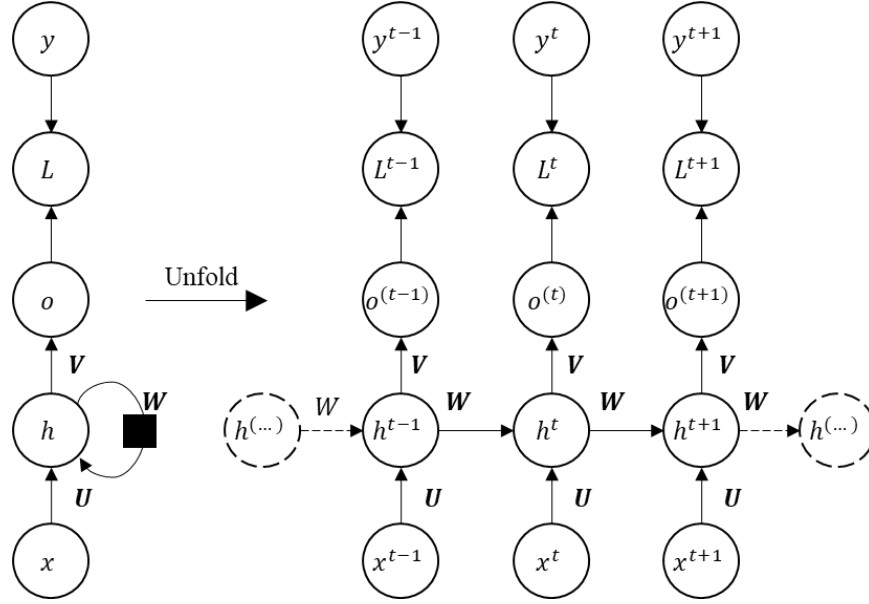 y y^{t-1} y^{t} y^{t+1}
L L^{t-1} L^{t} L^{t+1}
Unfold
o o^{(t-1)} o^{(t)} o^{(t+1)}
V V V V
W W W W W
h h^{(...)} h^{t-1} h^{t} h^{t+1} h^{(...)}
U U U U
x x^{t-1} x^{t} x^{t+1}